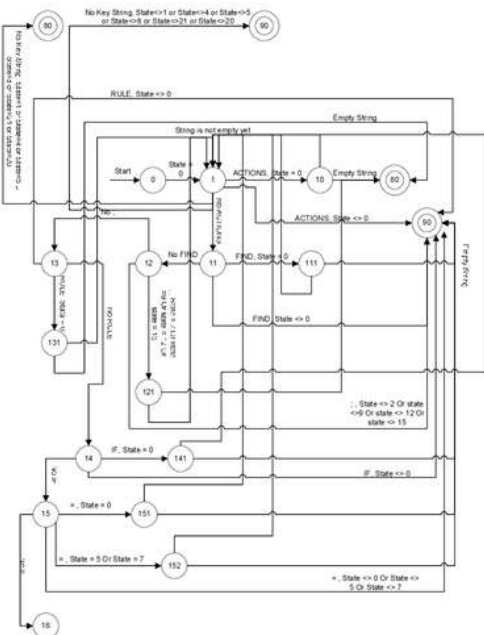 No Key String, State<>1 or State<>4 or State<>5
or State<>8 or State<>21 or State<>20
90
90
RULE, State <> 0
Empty String
String is not empty yet
Start
0
State =
0
1
ACTIONS, State = 0
10
Empty String
80
ACTIONS, State <> 0
90
No ;
No FIND
FIND, State = 0
13
12
11
111
Empty String
FIND, State <> 0
131
NO RULE
121
; , State <> 2 Or state
<>9 Or state <> 12 Or
state <> 15
14
IF, State = 0
141
IF, State <> 0
15
= , State = 0
151
= , State = 5 Or State = 7
152
= , State <> 0 Or State <>
5 Or State <> 7
16